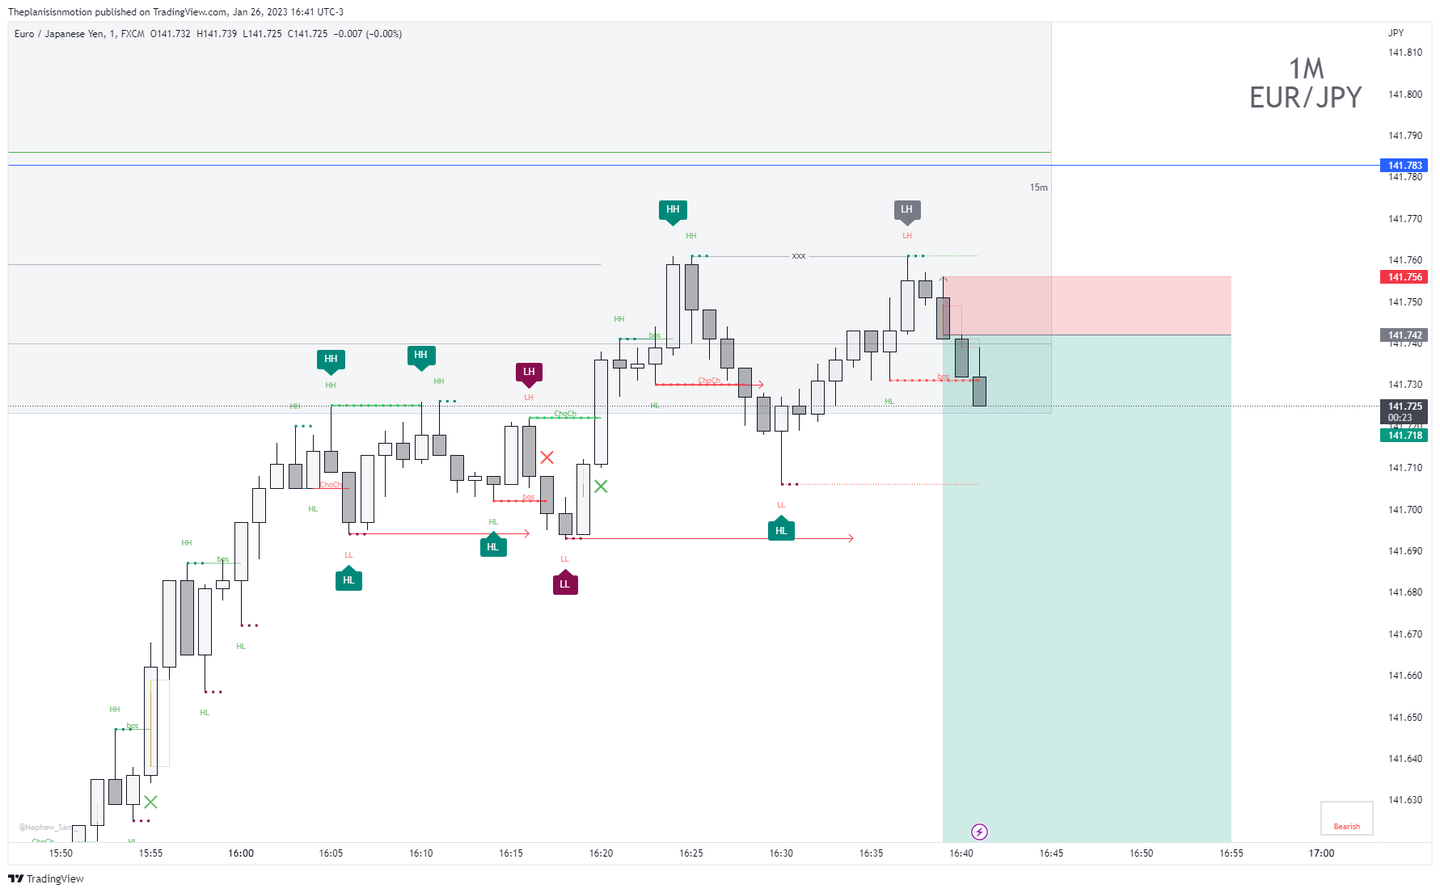 Theplanisisnmotion published on TradingView.com, Jan 26, 2023 16:41 UTC-3
Euro / Japanese Yen, 1, FXCM O141.732 H141.739 L141.725 C141.725 −0.007 (−0.00%)
JPY
1M
EUR/JPY
141.810
141.800
141.790
141.783
141.780
141.770
141.760
141.756
141.750
141.742
141.740
141.730
141.725
00:23
141.718
141.710
141.700
141.690
141.680
141.670
141.660
141.650
141.640
141.630
15m
HH
LH
HH
LH
xxx
HH
bos
HH
HH
LH
HH
HH
LH
ChoCh
HH
HL
HL
bos
ChoCh
ChoCh
bos
HL
HL
LL
HL
HL
HH
bos
LL
HL
LL
LL
HL
HL
HH
bos
@Nephew_Sam_
ChoCh
HL
Bearish
15:50
15:55
16:00
16:05
16:10
16:15
16:20
16:25
16:30
16:35
16:40
16:45
16:50
16:55
17:00
TradingView